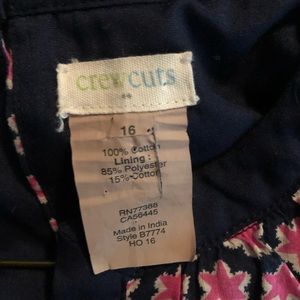 crewcuts
16
100% Cotton
Lining :
85% Polyester
15% Cotton
RN77388
CA56445
Made in India
Style B7774
HO 16